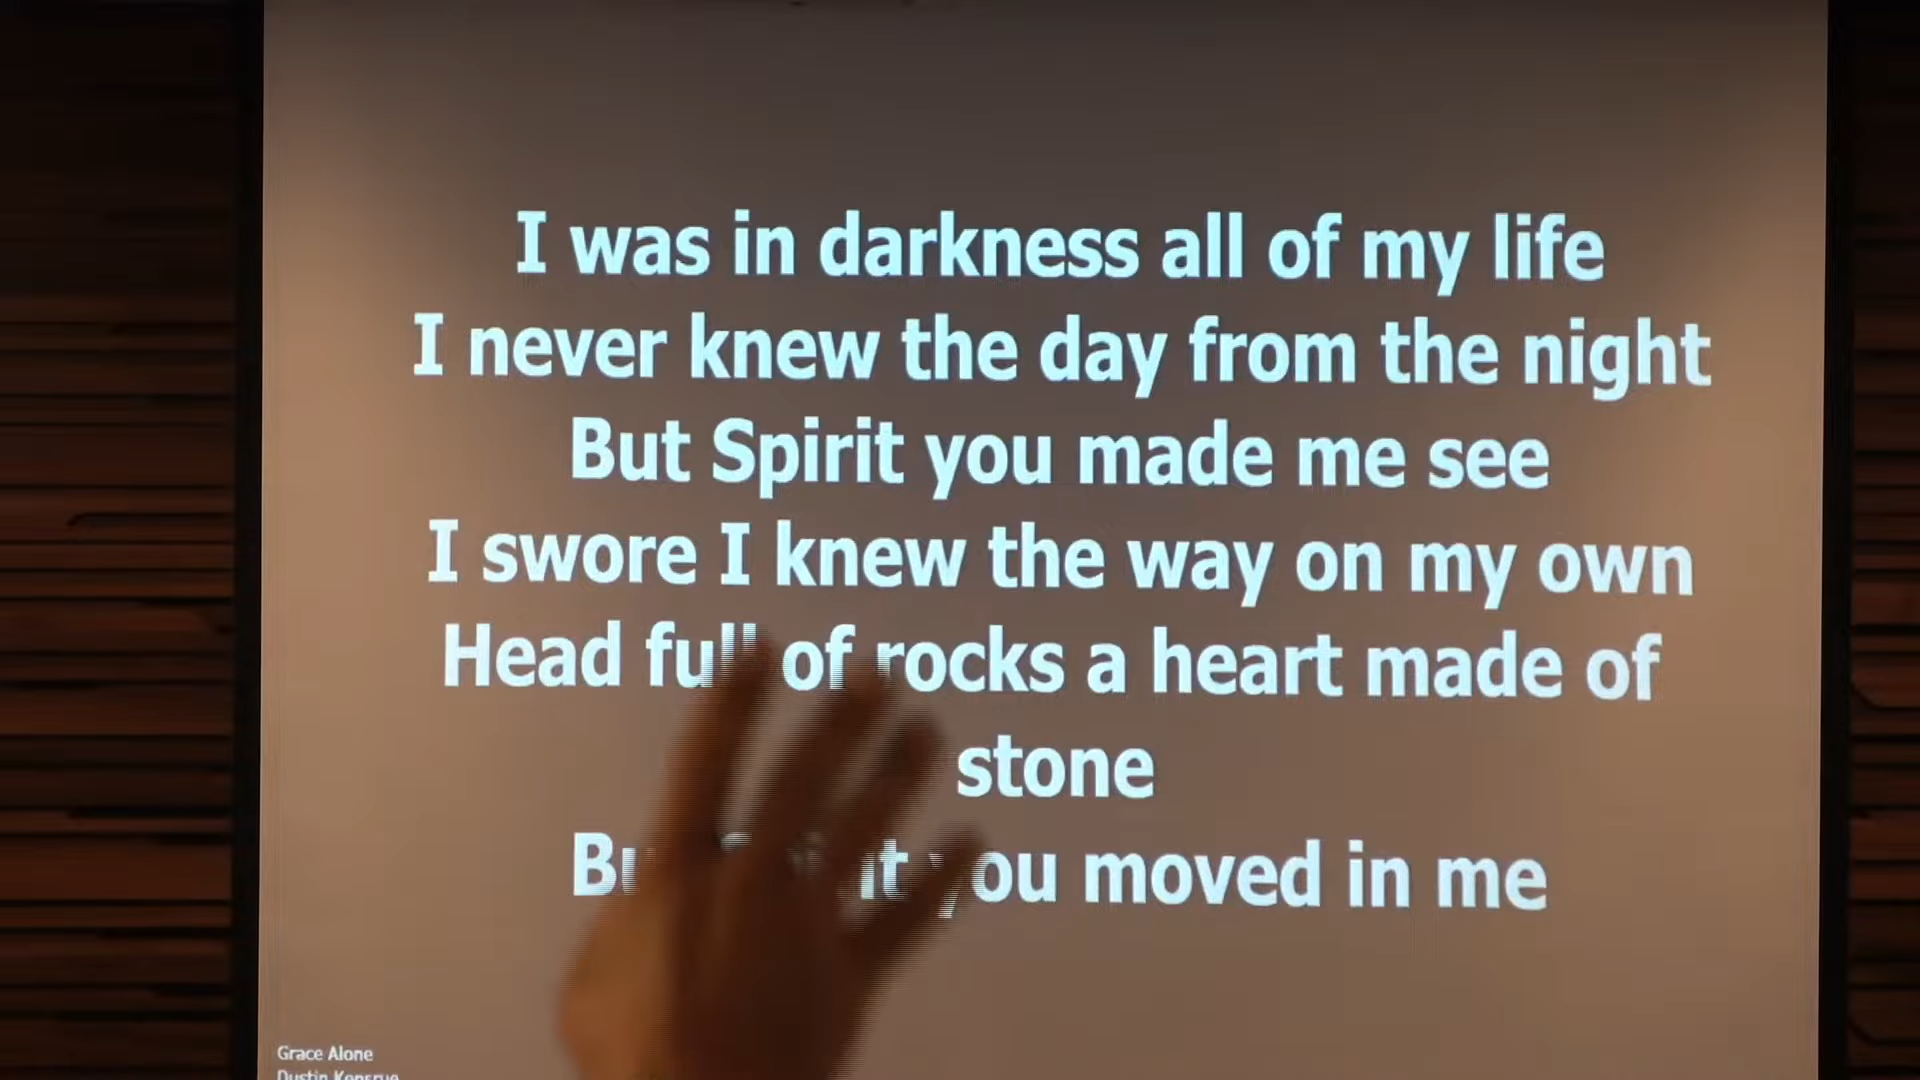 I was in darkness all of my life
I never knew the day from the night
But Spirit you made me see
I swore I knew the way on my own
Head full of rocks a heart made of
stone
you moved in me
Grace Alone
Dustin Kensrue